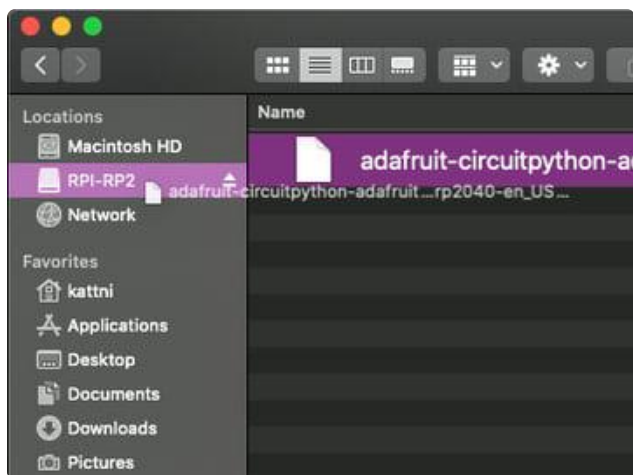 Locations
Name
Macintosh HD
adafruit-circuitpython-a
RPI-RP2
adafruit-circuitpython-adafruit...rp2040-en_US...
Network
Favorites
kattni
Applications
Desktop
Documents
Downloads
Pictures